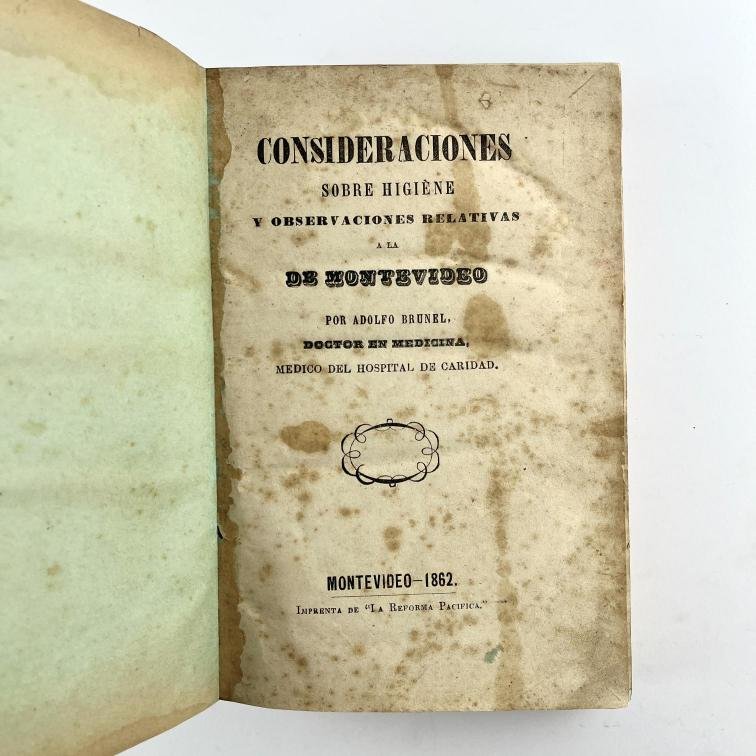 CONSIDERACIONES
SOBRE HIGIÈNE
Y OBSERVACIONES RELATIVAS
A LA
DE MONTEVIDEO
POR ADOLFO BRUNEL,
DOCTOR EN MEDICINA,
MEDICO DEL HOSPITAL DE CARIDAD.
MONTEVIDEO—1862.
IMPRENTA DE "LA REFORMA PACIFICA."